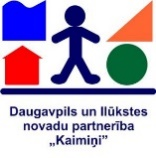 Daugavpils un Ilūkstes
novadu partnerība
„Kaimiņi”